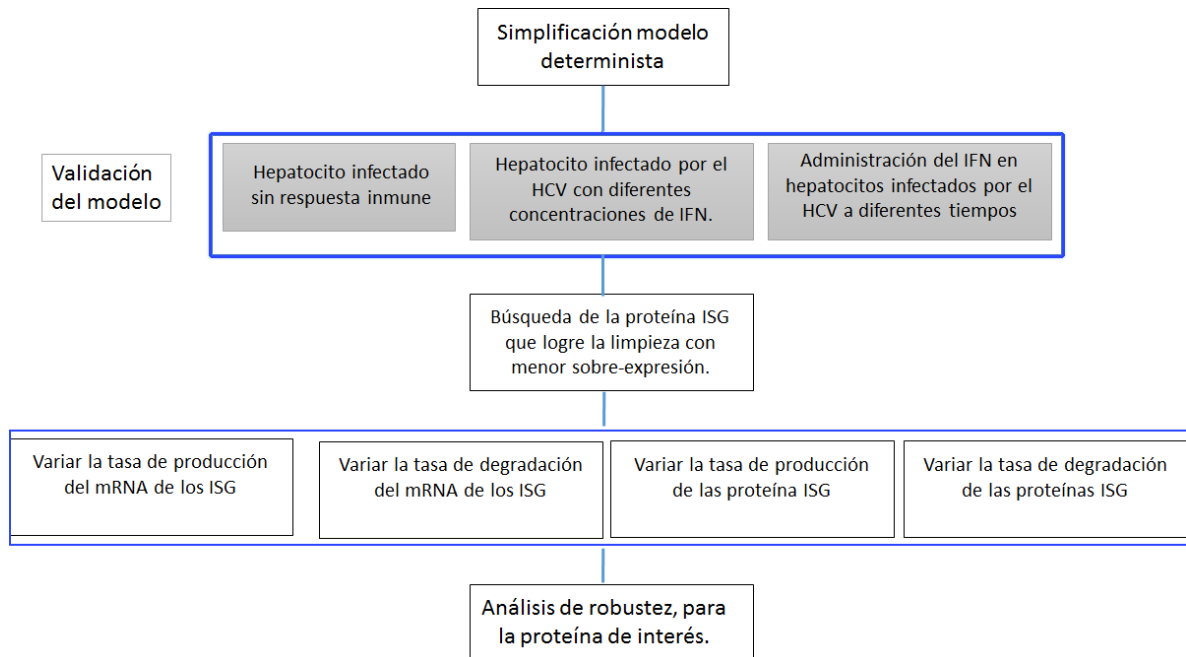 Simplificación modelo
determinista
Validación
del modelo
Hepatocito infectado
sin respuesta inmune
Hepatocito infectado por el
HCV con diferentes
concentraciones de IFN.
Administración del IFN en
hepatocitos infectados por el
HCV a diferentes tiempos
Búsqueda de la proteína ISG
que logre la limpieza con
menor sobre-expresión.
Variar la tasa de producción
del mRNA de los ISG
Variar la tasa de degradación
del mRNA de los ISG
Variar la tasa de producción
de las proteína ISG
Variar la tasa de degradación
de las proteínas ISG
Análisis de robustez, para
la proteína de interés.